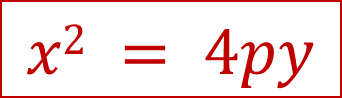 x² = 4py